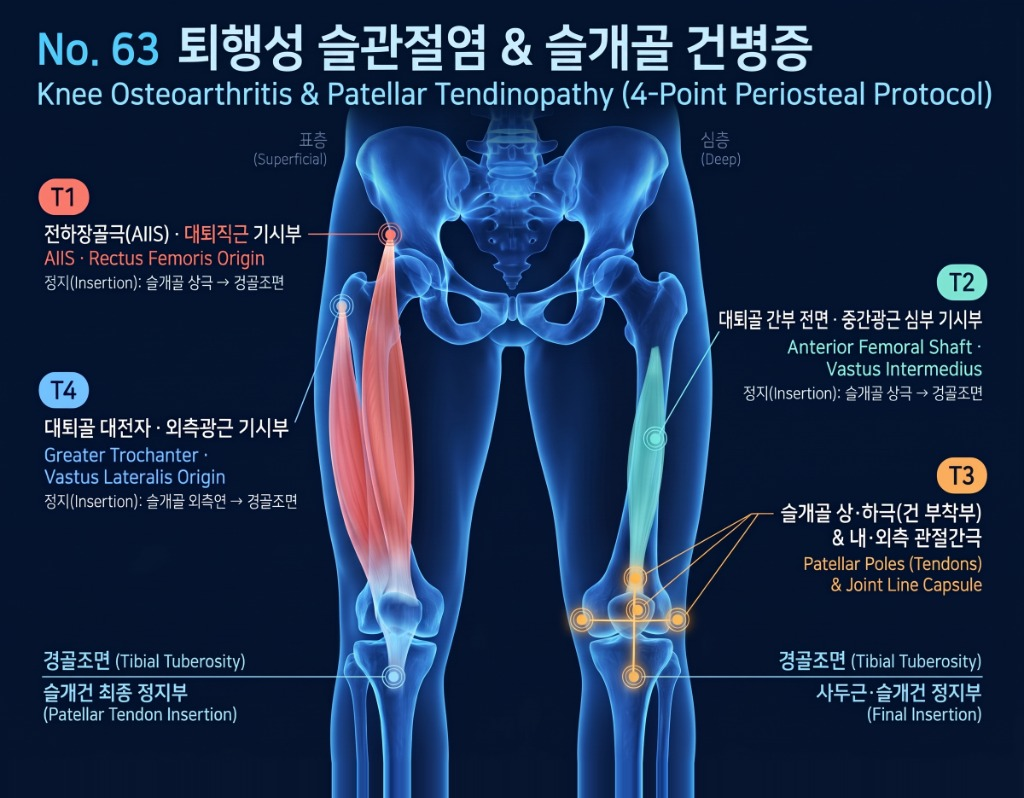 No. 63 퇴행성 슬관절염 & 슬개골 건병증
Knee Osteoarthritis & Patellar Tendinopathy (4-Point Periosteal Protocol)
표층
(Superficial)
심층
(Deep)
T1
전하장골극(AIIS) · 대퇴직근 기시부
AIIS · Rectus Femoris Origin
정지(Insertion): 슬개골 상극 → 경골조면
T2
대퇴골 간부 전면 · 중간광근 심부 기시부
Anterior Femoral Shaft ·
Vastus Intermedius
정지(Insertion): 슬개골 상극 → 경골조면
T4
대퇴골 대전자 · 외측광근 기시부
Greater Trochanter ·
Vastus Lateralis Origin
정지(Insertion): 슬개골 외측연 → 경골조면
T3
슬개골 상·하극(건 부착부)
& 내·외측 관절간극
Patellar Poles (Tendons)
& Joint Line Capsule
경골조면 (Tibial Tuberosity)
슬개건 최종 정지부
(Patellar Tendon Insertion)
경골조면 (Tibial Tuberosity)
사두근·슬개건 정지부
(Final Insertion)